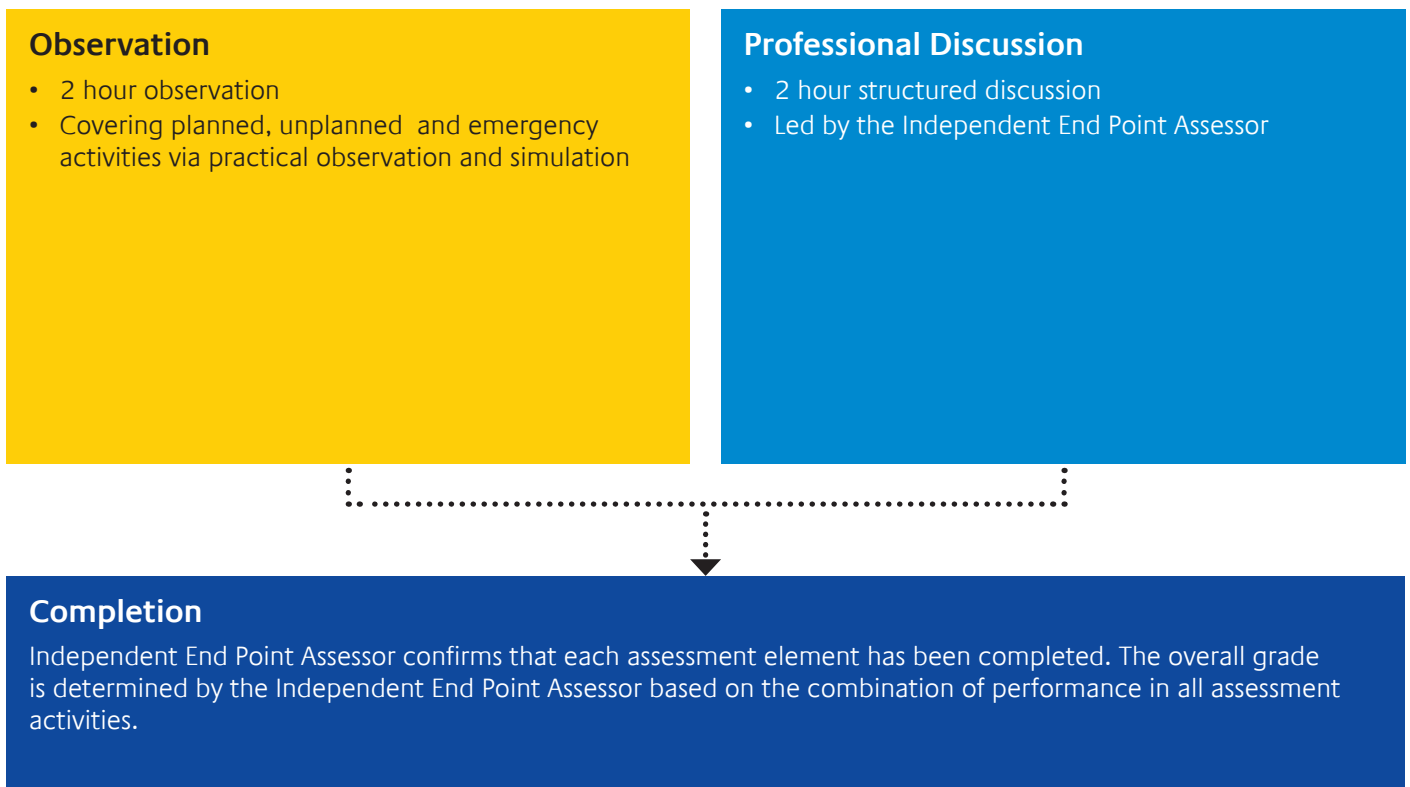 Observation
• 2 hour observation
• Covering planned, unplanned and emergency
activities via practical observation and simulation
Professional Discussion
• 2 hour structured discussion
• Led by the Independent End Point Assessor
Completion
Independent End Point Assessor confirms that each assessment element has been completed. The overall grade
is determined by the Independent End Point Assessor based on the combination of performance in all assessment
activities.